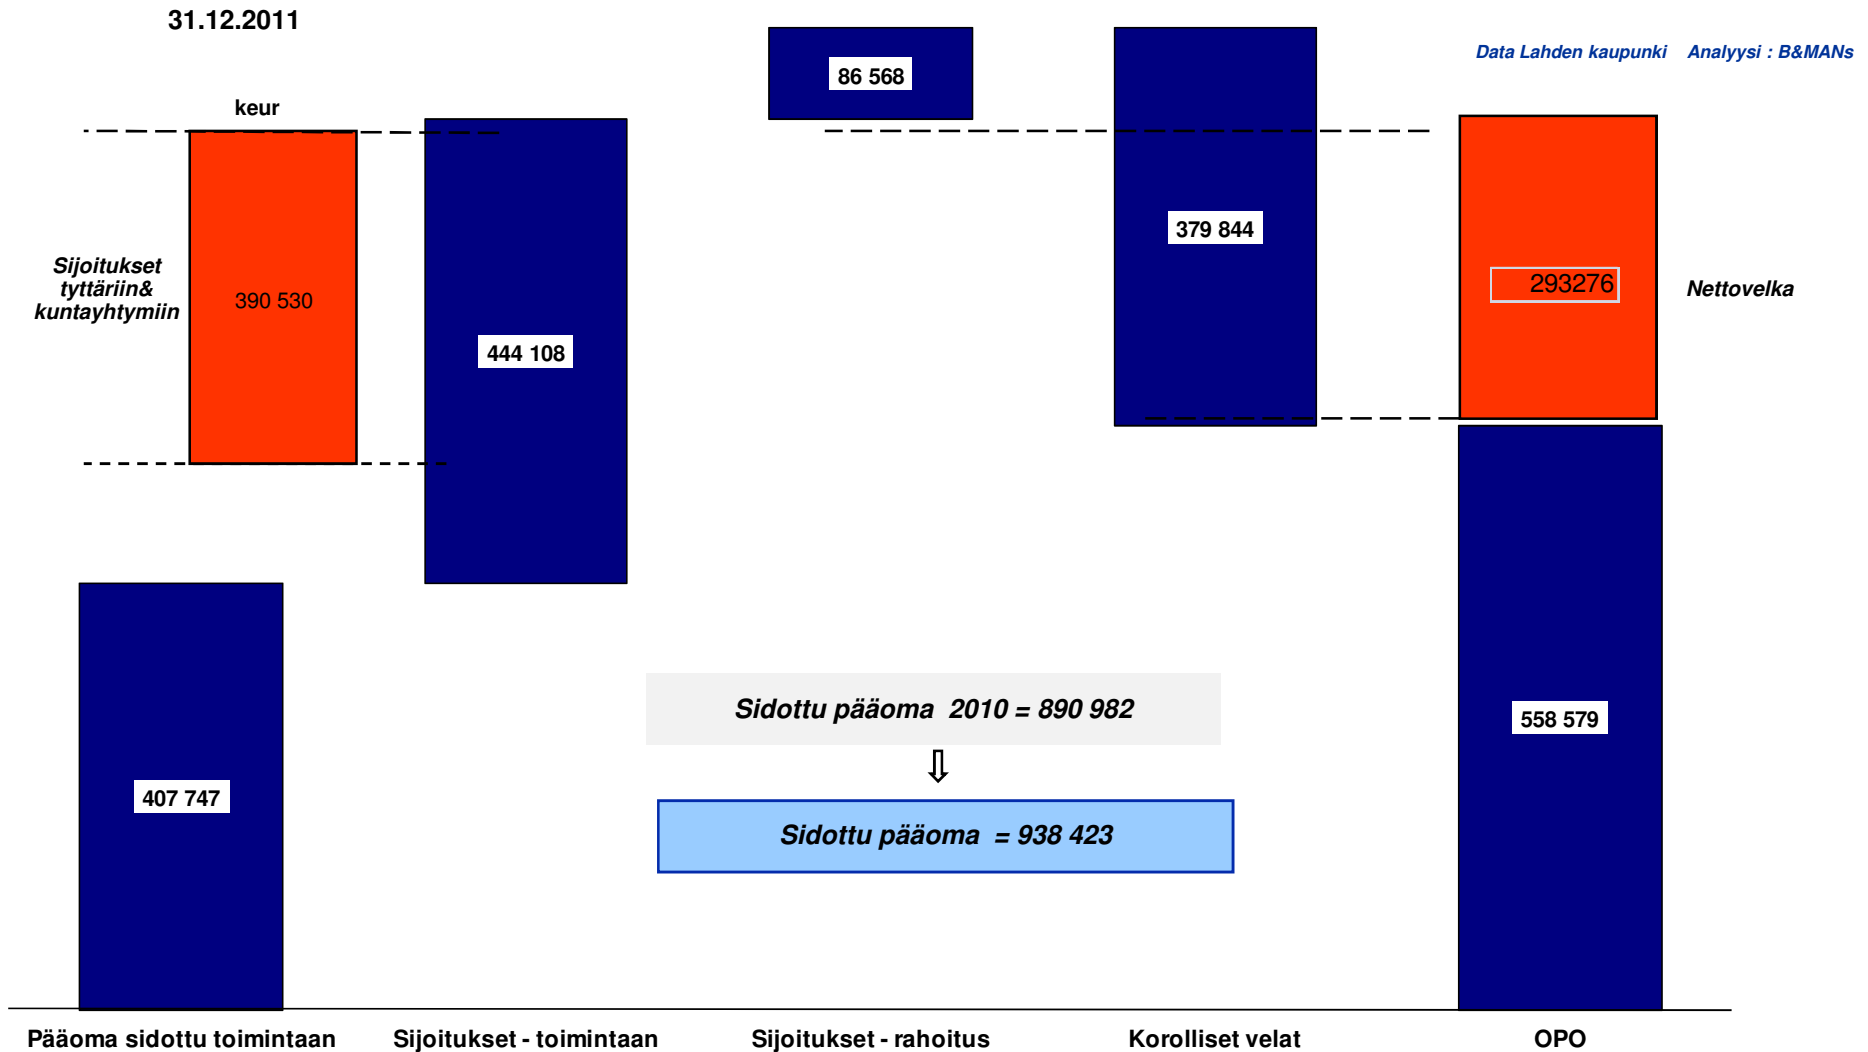 31.12.2011
Data Lahden kaupunki Analyysi : B&MANs
keur
86 568
379 844
Sijoitukset
tyttäriin&
kuntayhtymiin
390 530
444 108
293276
Nettovelka
Sidottu pääoma 2010 = 890 982
558 579
407 747
Sidottu pääoma = 938 423
Pääoma sidottu toimintaan
Sijoitukset - toimintaan
Sijoitukset - rahoitus
Korolliset velat
OPO